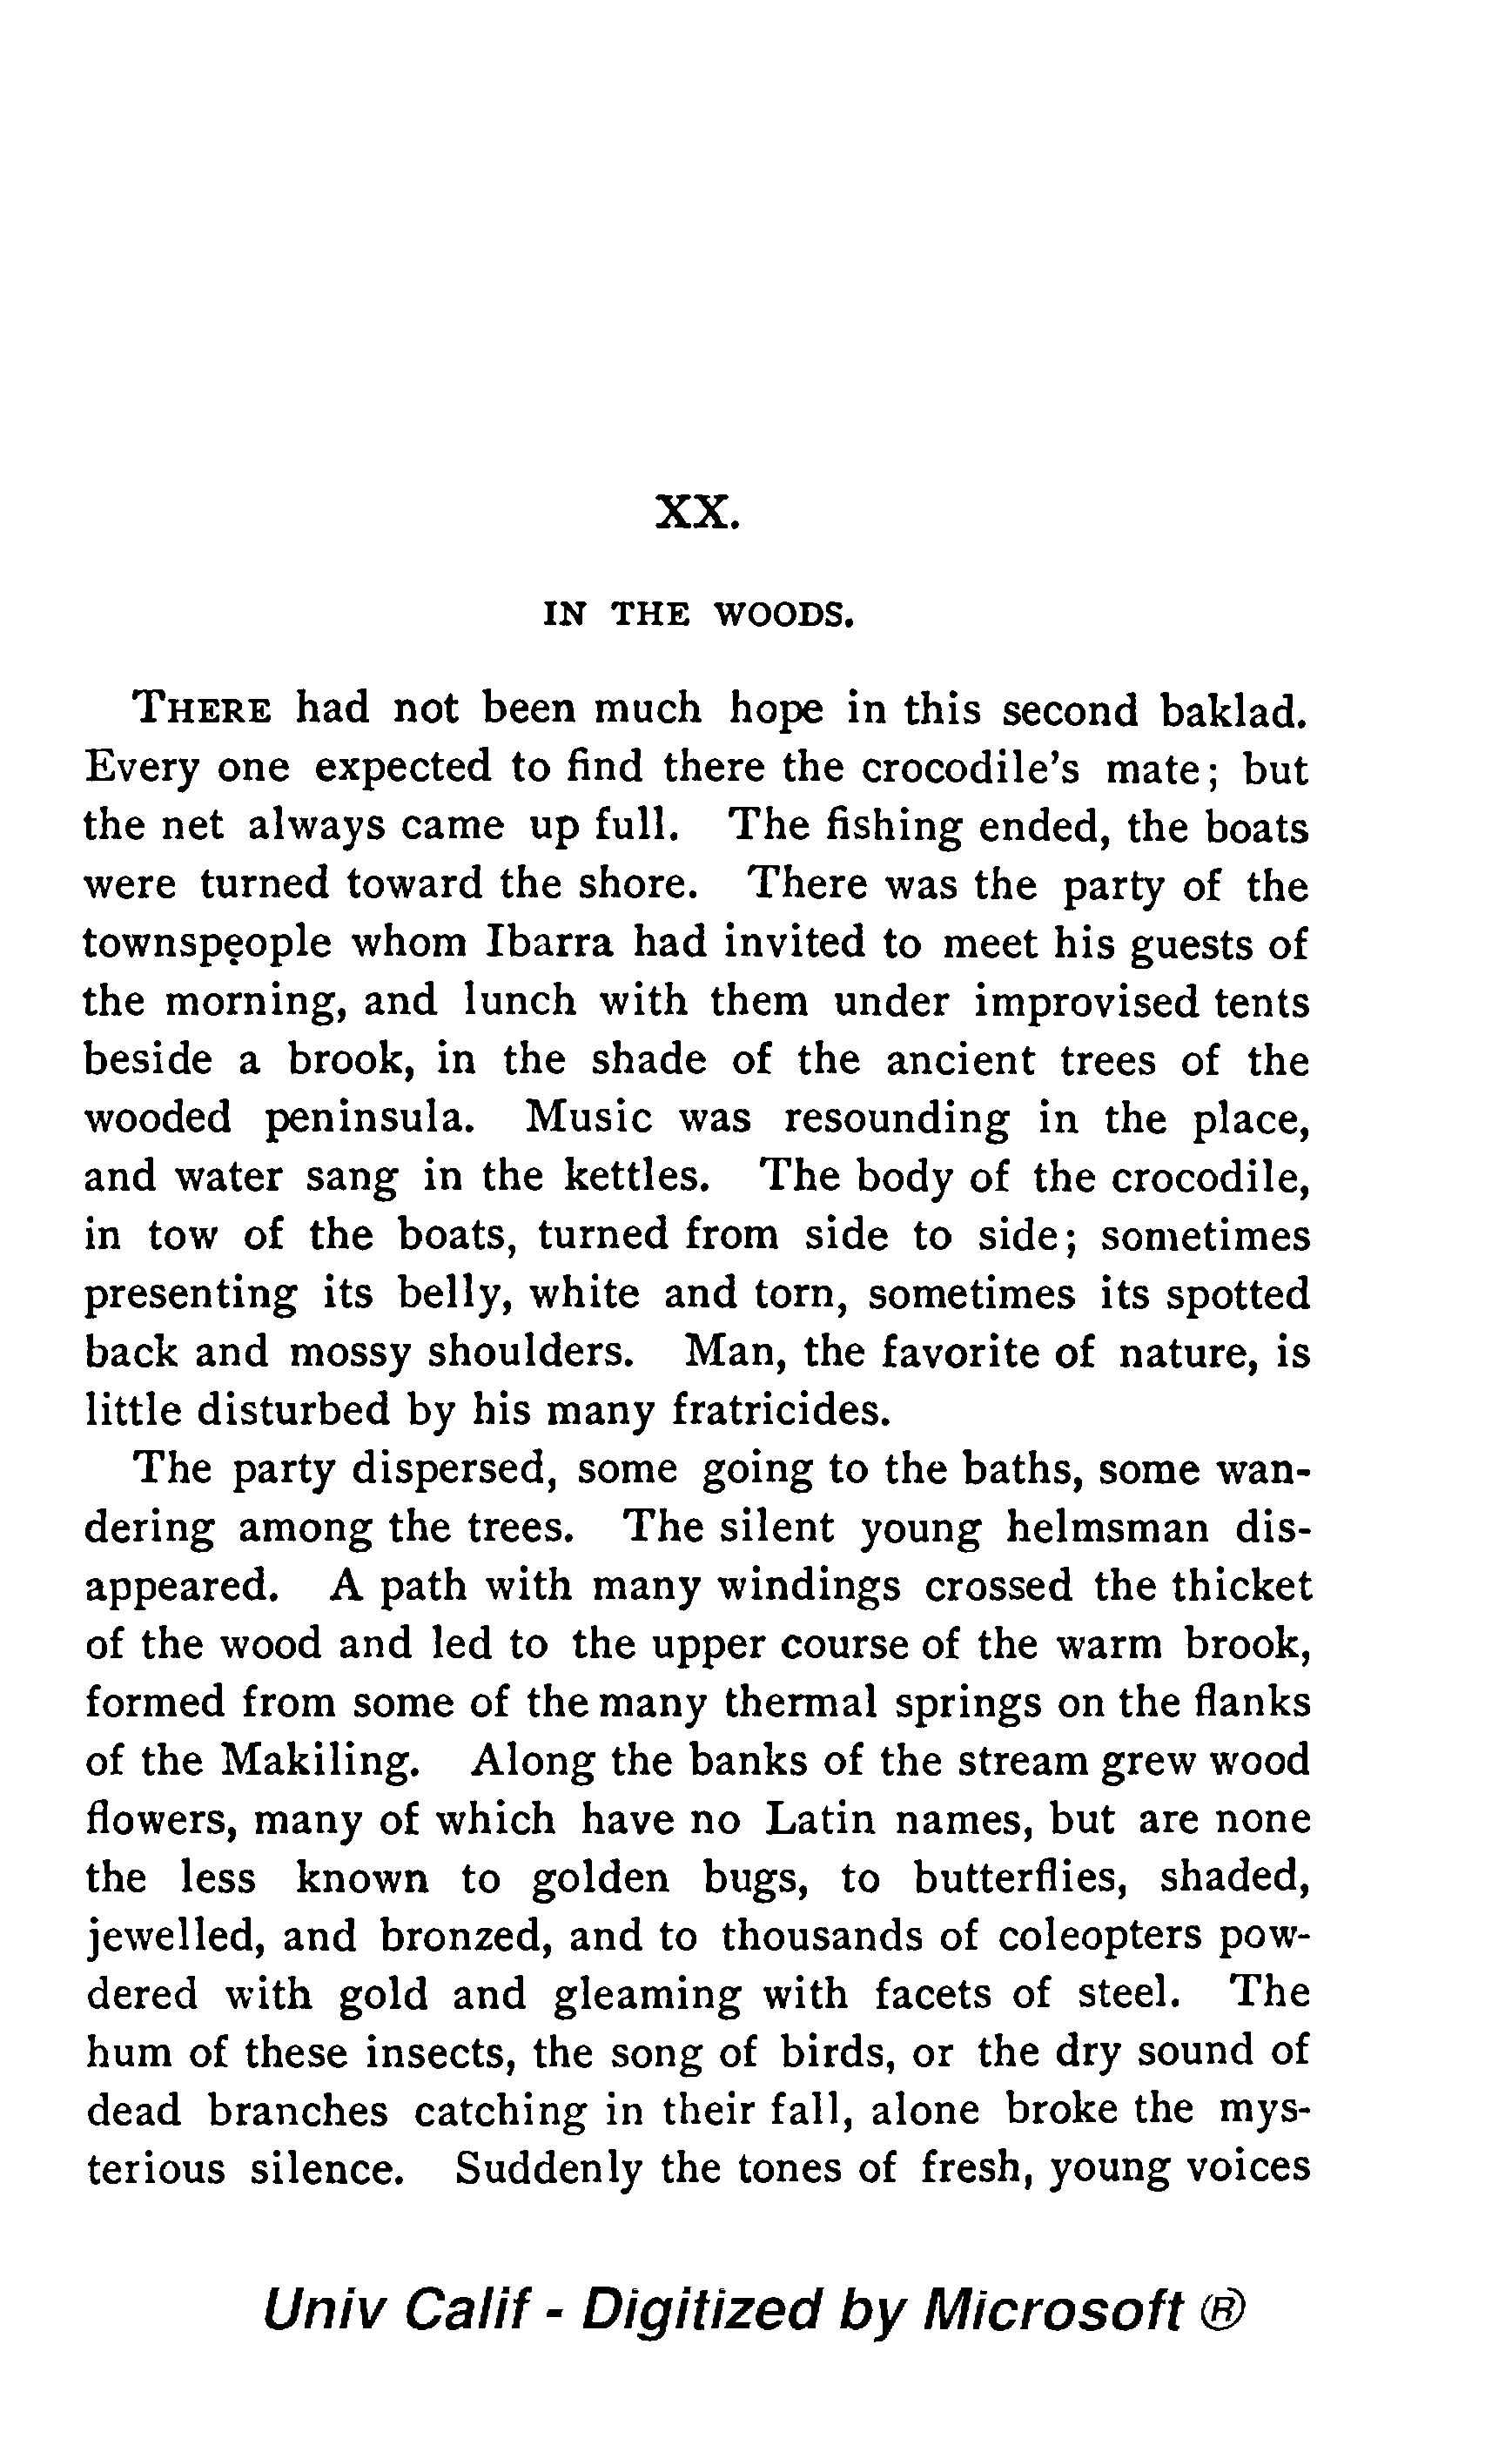 XX.
IN THE WOODS.
THERE had not been much hope in this second baklad.
Every one expected to find there the crocodile's mate; but
the net always came up full. The fishing ended, the boats
were turned toward the shore. There was the party of the
townspeople whom Ibarra had invited to meet his guests of
the morning, and lunch with them under improvised tents
beside a brook, in the shade of the ancient trees of the
wooded peninsula. Music was resounding in the place,
and water sang in the kettles. The body of the crocodile,
in tow of the boats, turned from side to side; sometimes
presenting its belly, white and torn, sometimes its spotted
back and mossy shoulders. Man, the favorite of nature, is
little disturbed by his many fratricides.
The party dispersed, some going to the baths, some wan-
dering among the trees. The silent young helmsman dis-
appeared. A path with many windings crossed the thicket
of the wood and led to the upper course of the warm brook,
formed from some of the many thermal springs on the flanks
of the Makiling. Along the banks of the stream grew wood
flowers, many of which have no Latin names, but are none
the less known to golden bugs, to butterflies, shaded,
jewelled, and bronzed, and to thousands of coleopters pow-
dered with gold and gleaming with facets of steel. The
hum of these insects, the song of birds, or the dry sound of
dead branches catching in their fall, alone broke the mys-
terious silence. Suddenly the tones of fresh, young voices
Univ Calif - Digitized by Microsoft ®